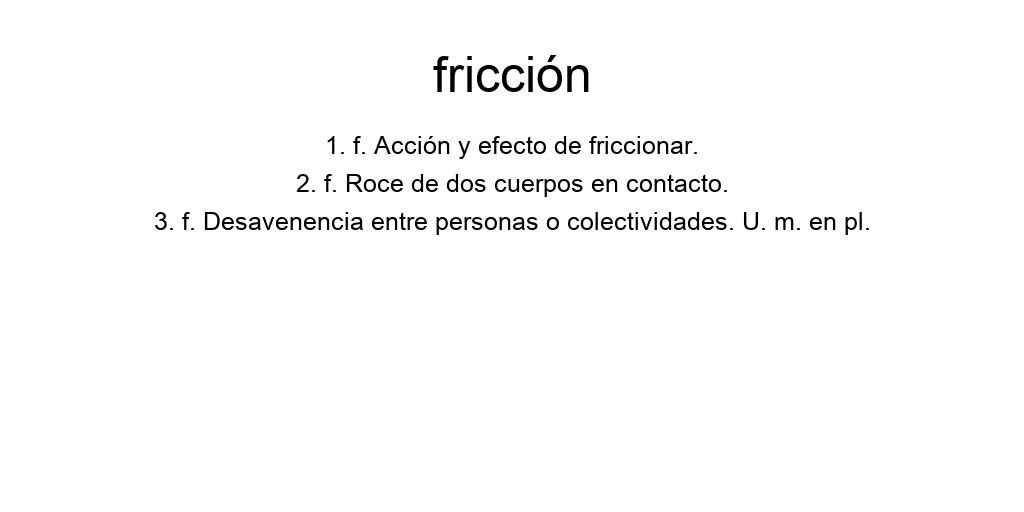 fricción
1. f. Acción y efecto de friccionar.
2. f. Roce de dos cuerpos en contacto.
3. f. Desavenencia entre personas o colectividades. U. m. en pl.